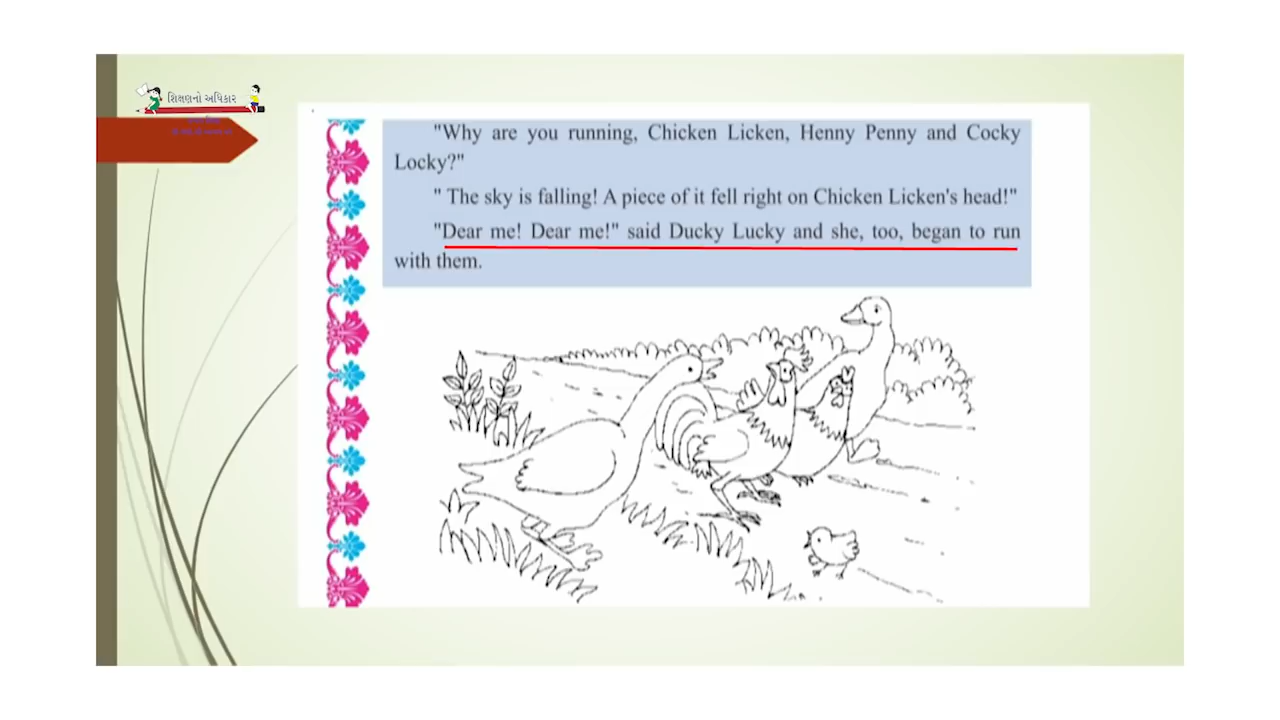 શિક્ષણનો અધિકાર
"Why are you running, Chicken Licken, Henny Penny and Cocky
Locky?"
" The sky is falling! A piece of it fell right on Chicken Licken's head!"
"Dear me! Dear me!" said Ducky Lucky and she, too, began to run
with them.